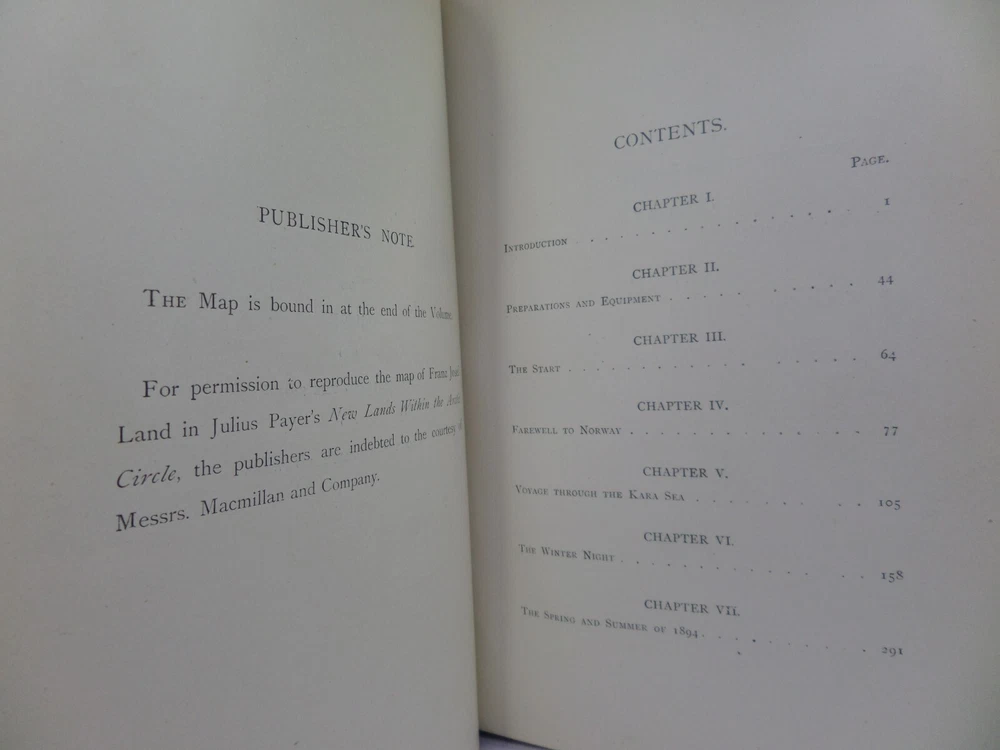 PUBLISHER'S NOTE
THE Map is bound in at the end of the Volume.
For permission to reproduce the map of Franz
Land in Julius Payer's New Lands Within the
Circle, the publishers are indebted to the courtesy of
Messrs. Macmillan and Company.
CONTENTS.
PAGE.
CHAPTER I.
INTRODUCTION . . . . . . . . . . . . . 1
CHAPTER II.
PREPARATIONS AND EQUIPMENT . . . . . . . . . 44
CHAPTER III.
THE START . . . . . . . . . . . . . 64
CHAPTER IV.
FAREWELL TO NORWAY . . . . . . . . . . . 77
CHAPTER V.
VOYAGE THROUGH THE KARA SEA . . . . . . . . 105
CHAPTER VI.
THE WINTER NIGHT . . . . . . . . . . . 158
CHAPTER VII.
THE SPRING AND SUMMER OF 1894 . . . . . . . . 291